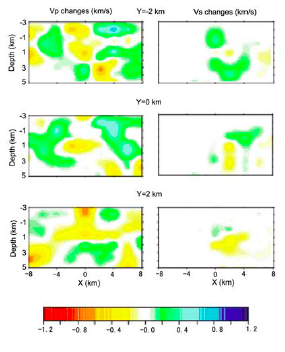 Vp changes (km/s) Y=-2 km Vs changes (km/s)
-3
-1
1
3
5
Depth (km)
Y=0 km
-3
-1
1
3
5
Depth (km)
Y=2 km
-3
-1
1
3
5
Depth (km)
-8 -4 0 4 8 -8 -4 0 4 8
X (km) X (km)
-1.2 -0.8 -0.4 -0.0 0.4 0.8 1.2